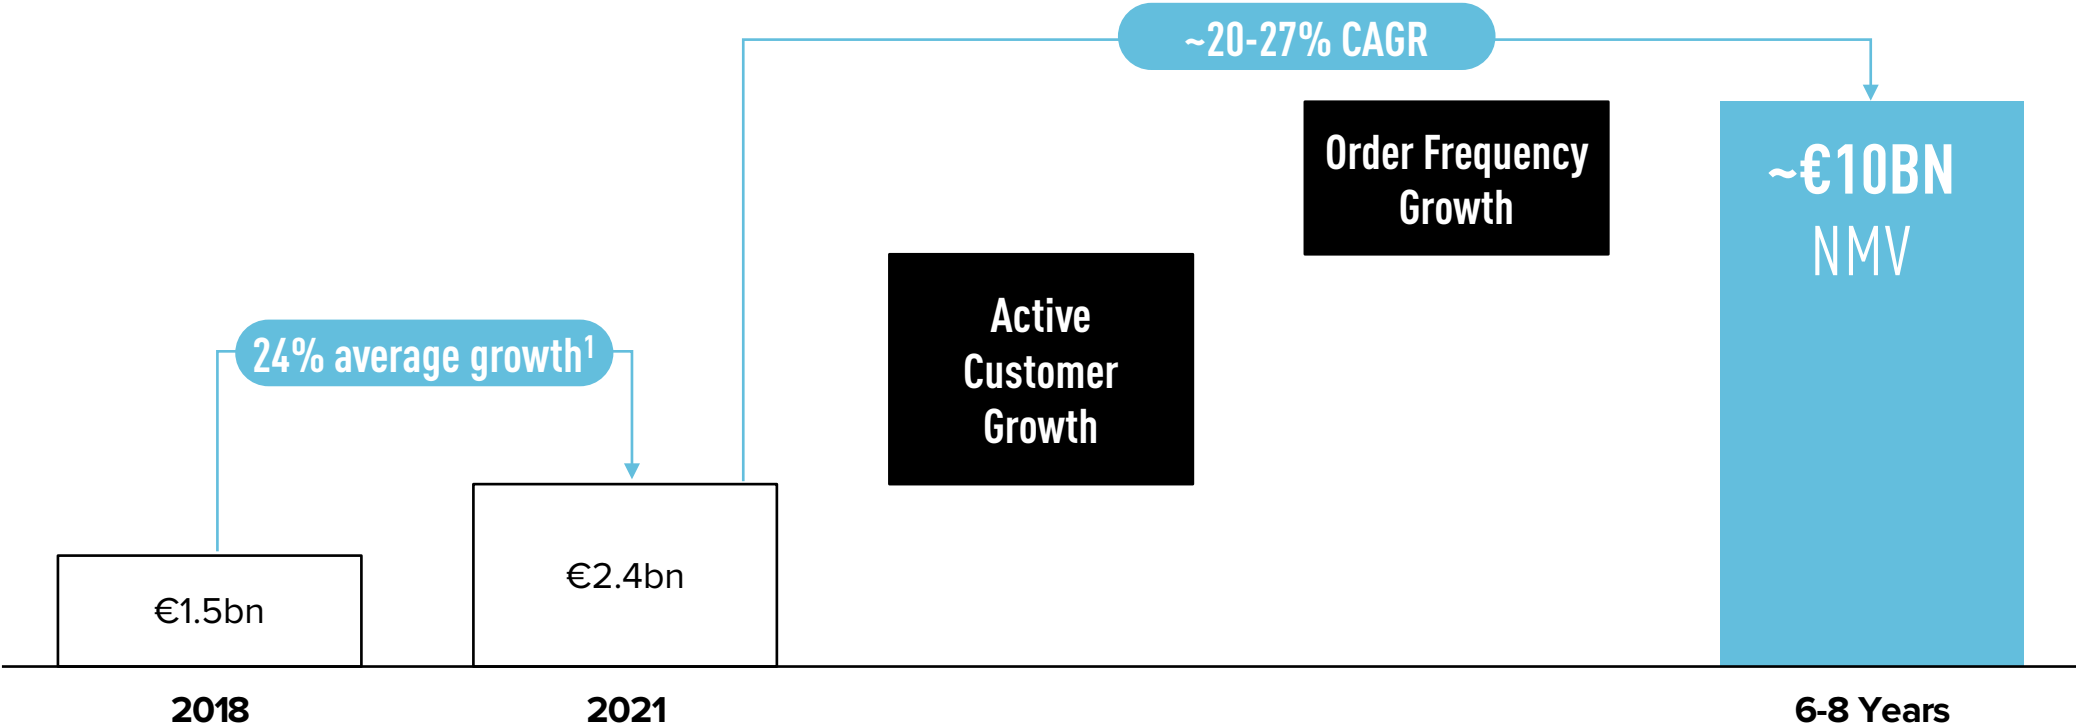 ~20-27% CAGR
Order Frequency
Growth
~€10BN
NMV
Active
Customer
Growth
24% average growth¹
€2.4bn
€1.5bn
2018
2021
6-8 Years